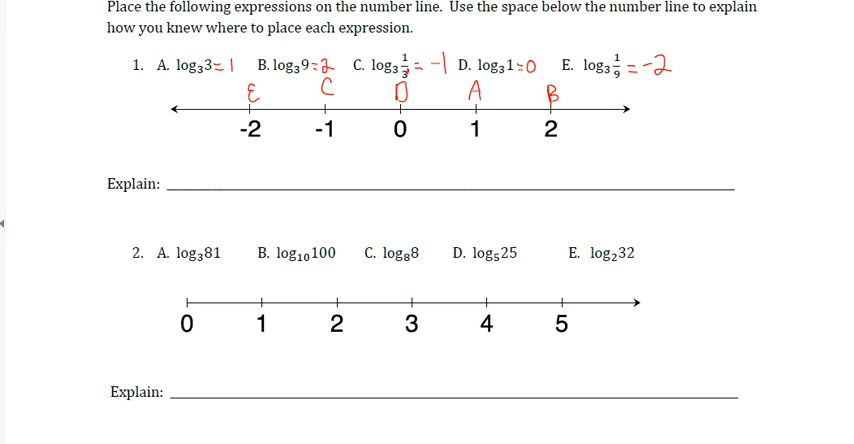 Place the following expressions on the number line. Use the space below the number line to explain
how you knew where to place each expression.
1. A. log₃3=1 B. log₃9=2 C. log₃ 1/3 = -1 D. log₃1=0 E. log₃ 1/9 = -2
E C D A B
-2 -1 0 1 2
Explain:
2. A. log₃81 B. log₁₀100 C. log₈8 D. log₅25 E. log₂32
0 1 2 3 4 5
Explain: